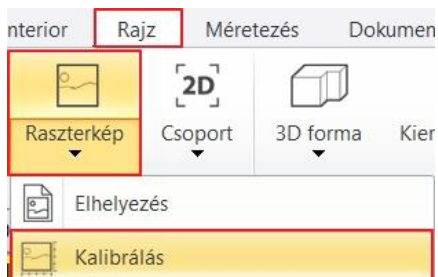 nterior Rajz Méretezés Dokumen
2D
Raszterkép Csoport 3D forma Kier
Elhelyezés
Kalibrálás